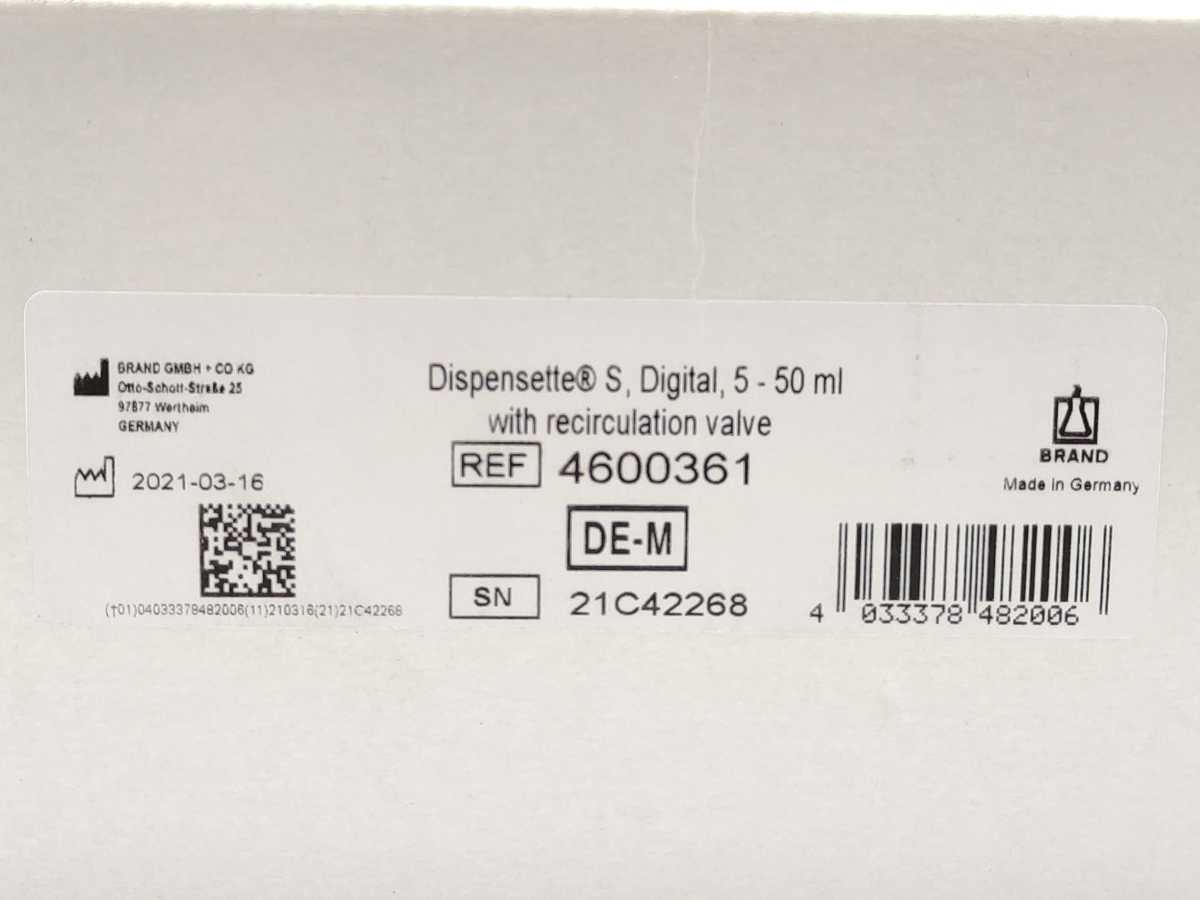 BRAND GMBH + CO KG
Otto-Schott-Straße 25
97877 Wertheim
GERMANY
2021-03-16
(†01)04033378482006(11)210316(21)21C42268
Dispensette® S, Digital, 5 - 50 ml
with recirculation valve
REF 4600361
DE-M
SN 21C42268
BRAND
Made in Germany
4 033378 482006